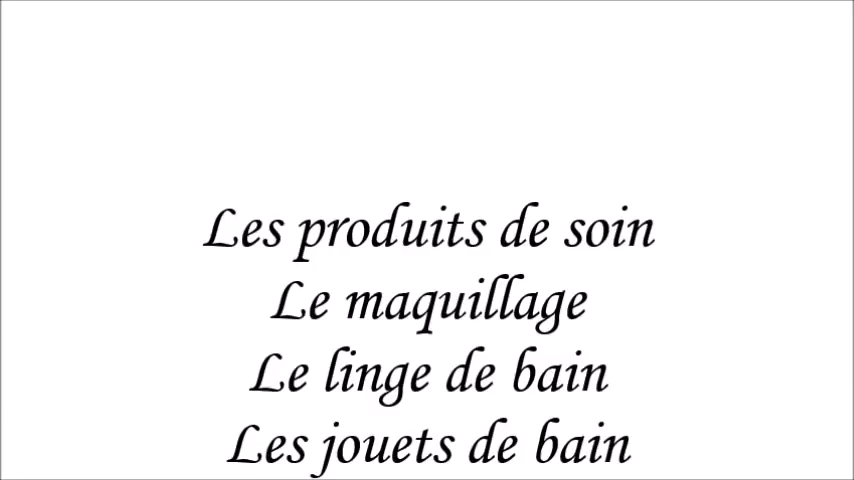 Les produits de soin
Le maquillage
Le linge de bain
Les jouets de bain